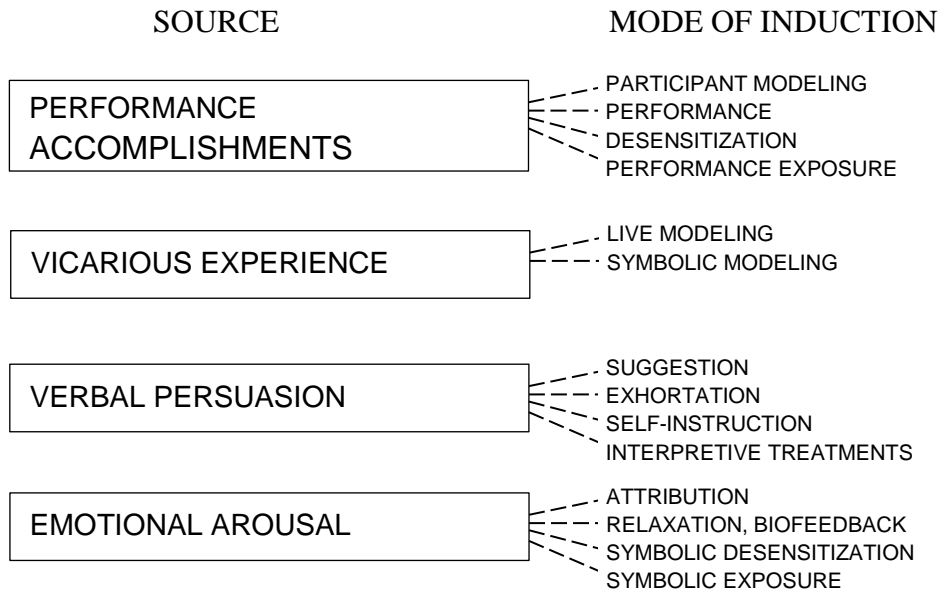 SOURCE
MODE OF INDUCTION
PERFORMANCE
ACCOMPLISHMENTS
PARTICIPANT MODELING
PERFORMANCE
DESENSITIZATION
PERFORMANCE EXPOSURE
VICARIOUS EXPERIENCE
LIVE MODELING
SYMBOLIC MODELING
VERBAL PERSUASION
SUGGESTION
EXHORTATION
SELF-INSTRUCTION
INTERPRETIVE TREATMENTS
EMOTIONAL AROUSAL
ATTRIBUTION
RELAXATION, BIOFEEDBACK
SYMBOLIC DESENSITIZATION
SYMBOLIC EXPOSURE